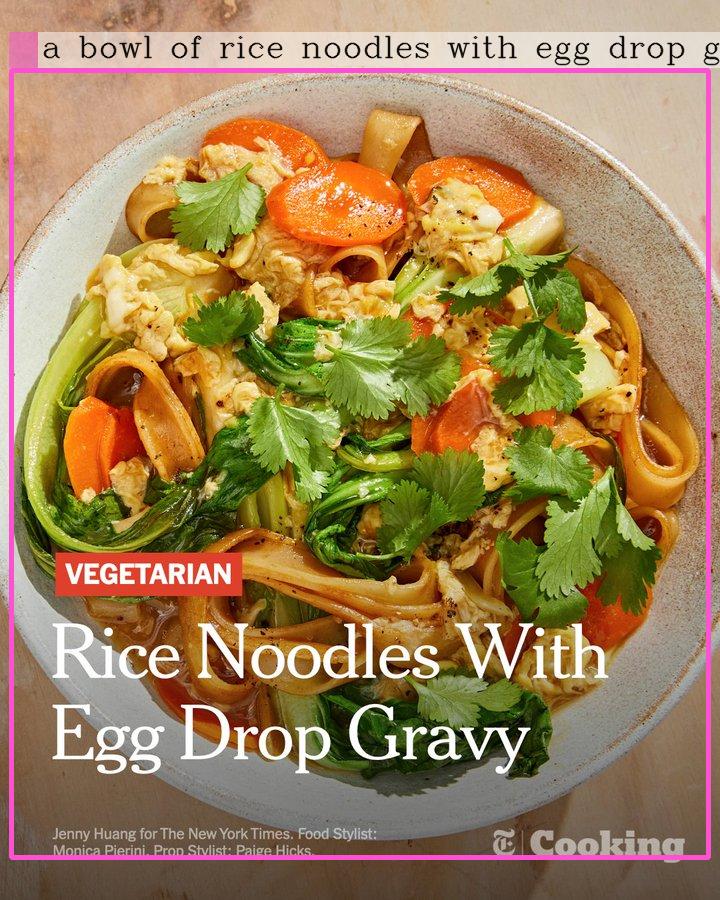 a bowl of rice noodles with egg drop g
VEGETARIAN
Rice Noodles With
Egg Drop Gravy
Jenny Huang for The New York Times. Food Stylist:
Monica Pierini. Prop Stylist: Paige Hicks.
T Cooking